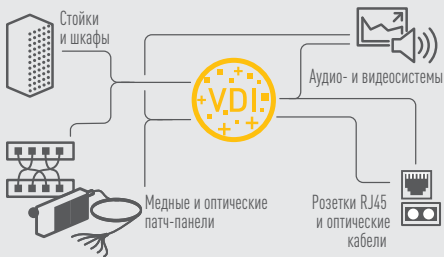 Стойки
и шкафы
VDI
Аудио- и видеосистемы
Медные и оптические
патч-панели
Розетки RJ45
и оптические
кабели